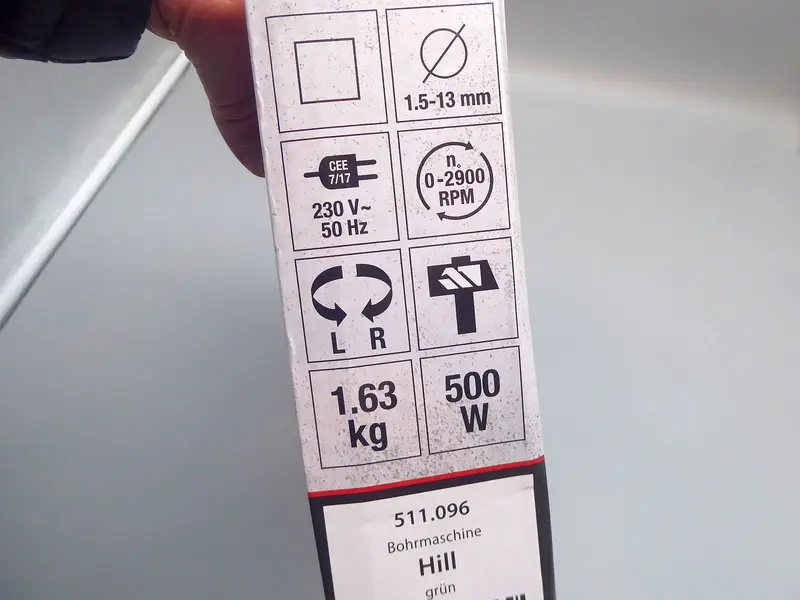 1.5-13 mm
CEE
7/17
230 V~
50 Hz
n₀
0-2900
RPM
L R
1.63
kg
500
W
511.096
Bohrmaschine
Hill
grün